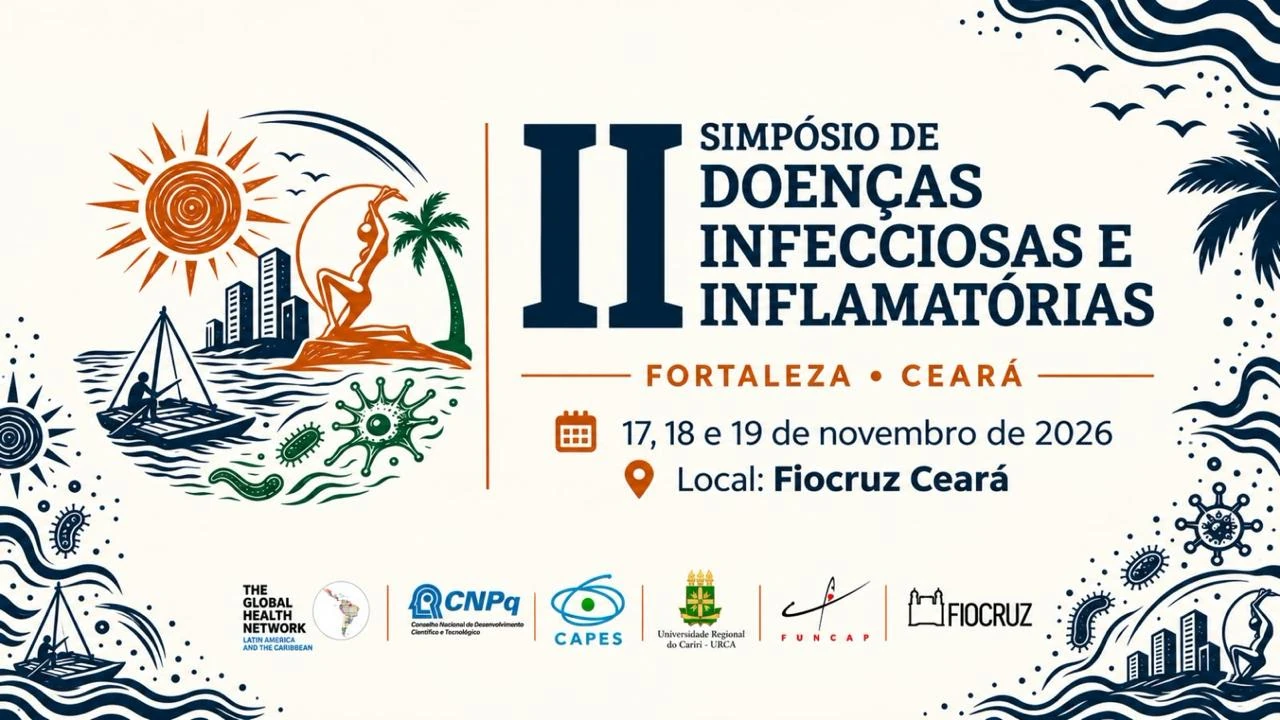 II
SIMPÓSIO DE
DOENÇAS
INFECCIOSAS E
INFLAMATÓRIAS
FORTALEZA • CEARÁ
17, 18 e 19 de novembro de 2026
Local: Fiocruz Ceará
THE
GLOBAL
HEALTH
NETWORK
LATIN AMERICA
AND THE CARIBBEAN
CNPq
Conselho Nacional de Desenvolvimento
Científico e Tecnológico
CAPES
Universidade Regional
do Cariri - URCA
FUNCAP
FIOCRUZ